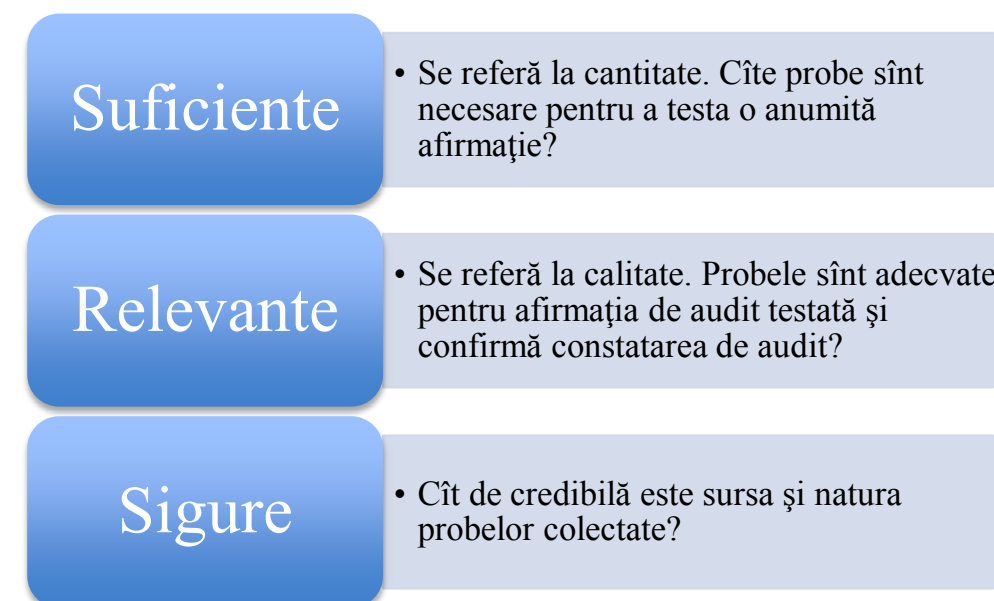 Suficiente
• Se referă la cantitate. Cîte probe sînt
necesare pentru a testa o anumită
afirmaţie?
Relevante
• Se referă la calitate. Probele sînt adecvate
pentru afirmaţia de audit testată şi
confirmă constatarea de audit?
Sigure
• Cît de credibilă este sursa şi natura
probelor colectate?